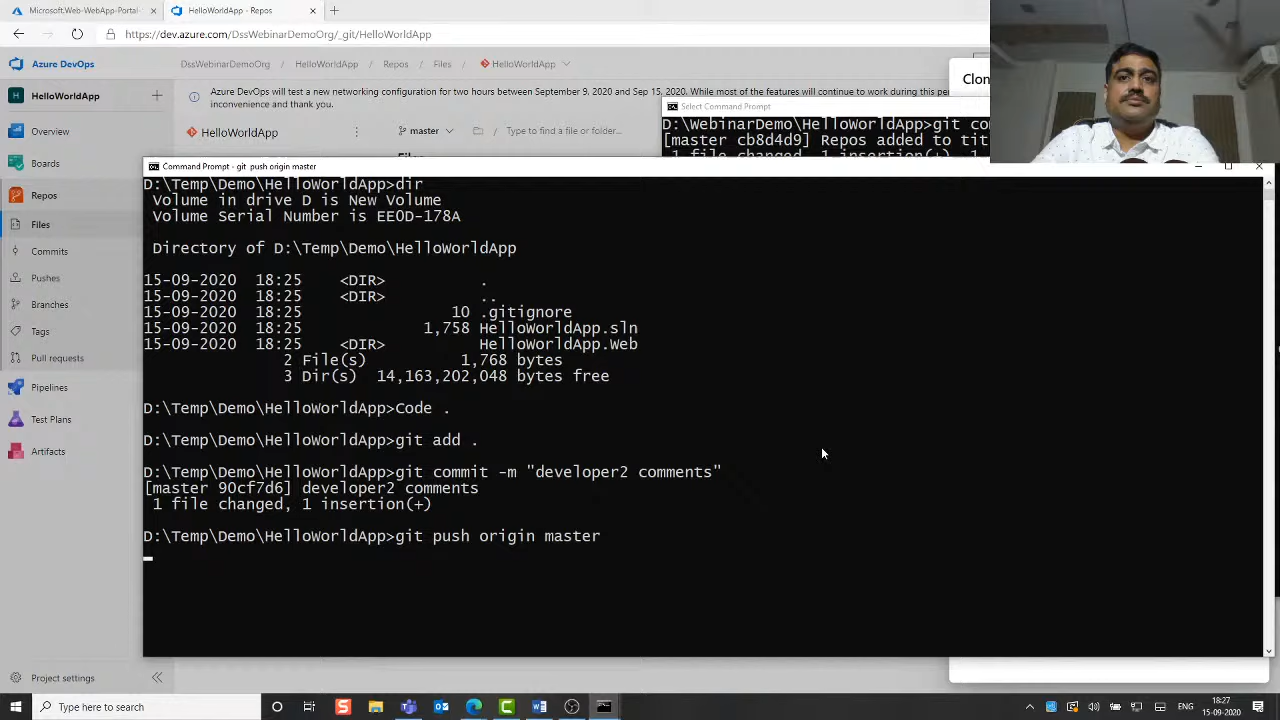 Microsoft.Web-WebApp-Portal-
HelloWorldApp - Repos
https://dev.azure.com/DssWebinarDemoOrg/_git/HelloWorldApp
Azure DevOps
DssWebinarDemoOrg / HelloWorldApp / Repos / Files / HelloWorldApp
Clon
HelloWorldApp
Azure DevOps will test a new networking configuration for two hours between September 9, 2020 and Sep 15, 2020. While most of the features will continue to work during this pe
inconvenience and thank you.
Select Command Prompt
D:\WebinarDemo\HelloWorldApp>git co
[master cb8d4d9] Repos added to tit
1 file changed, 1 insertion(+), 1
Overview
HelloWorldApp
master
Type to find a file or folder...
Boards
Files
Repos
Files
Commits
Pushes
Branches
Tags
Pull requests
Pipelines
Test Plans
Artifacts
Project settings
Command Prompt - git push origin master
D:\Temp\Demo\HelloWorldApp>dir
Volume in drive D is New Volume
Volume Serial Number is EE0D-178A
Directory of D:\Temp\Demo\HelloWorldApp
15-09-2020 18:25 <DIR> .
15-09-2020 18:25 <DIR> ..
15-09-2020 18:25 10 .gitignore
15-09-2020 18:25 1,758 HelloWorldApp.sln
15-09-2020 18:25 <DIR> HelloWorldApp.Web
2 File(s) 1,768 bytes
3 Dir(s) 14,163,202,048 bytes free
D:\Temp\Demo\HelloWorldApp>Code .
D:\Temp\Demo\HelloWorldApp>git add .
D:\Temp\Demo\HelloWorldApp>git commit -m "developer2 comments"
[master 90cf7d6] developer2 comments
1 file changed, 1 insertion(+)
D:\Temp\Demo\HelloWorldApp>git push origin master
Type here to search
ENG
18:27
15-09-2020